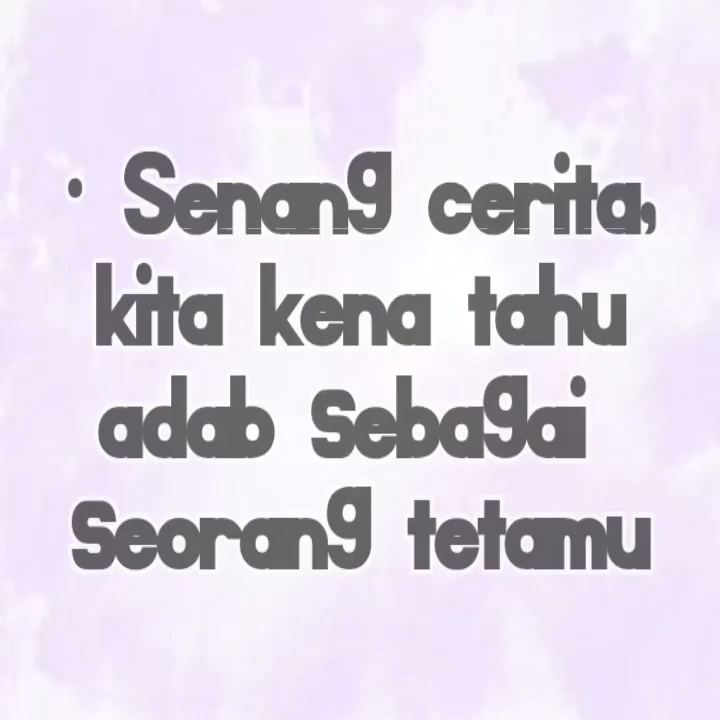 • Senang cerita,
kita kena tahu
adab sebagai
seorang tetamu